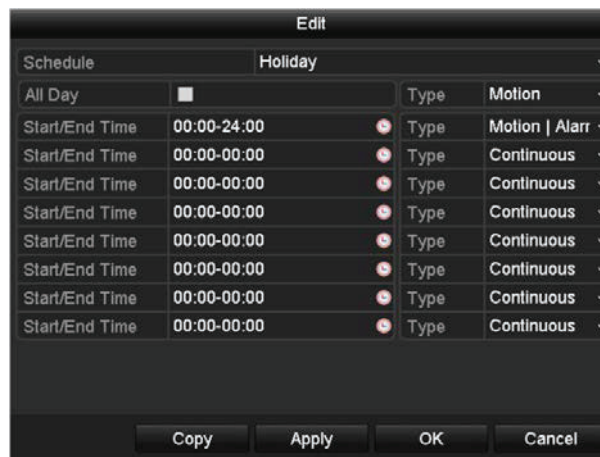 Edit
Schedule Holiday
All Day Type Motion
Start/End Time 00:00-24:00 Type Motion | Alarr
Start/End Time 00:00-00:00 Type Continuous
Start/End Time 00:00-00:00 Type Continuous
Start/End Time 00:00-00:00 Type Continuous
Start/End Time 00:00-00:00 Type Continuous
Start/End Time 00:00-00:00 Type Continuous
Start/End Time 00:00-00:00 Type Continuous
Start/End Time 00:00-00:00 Type Continuous
Copy Apply OK Cancel